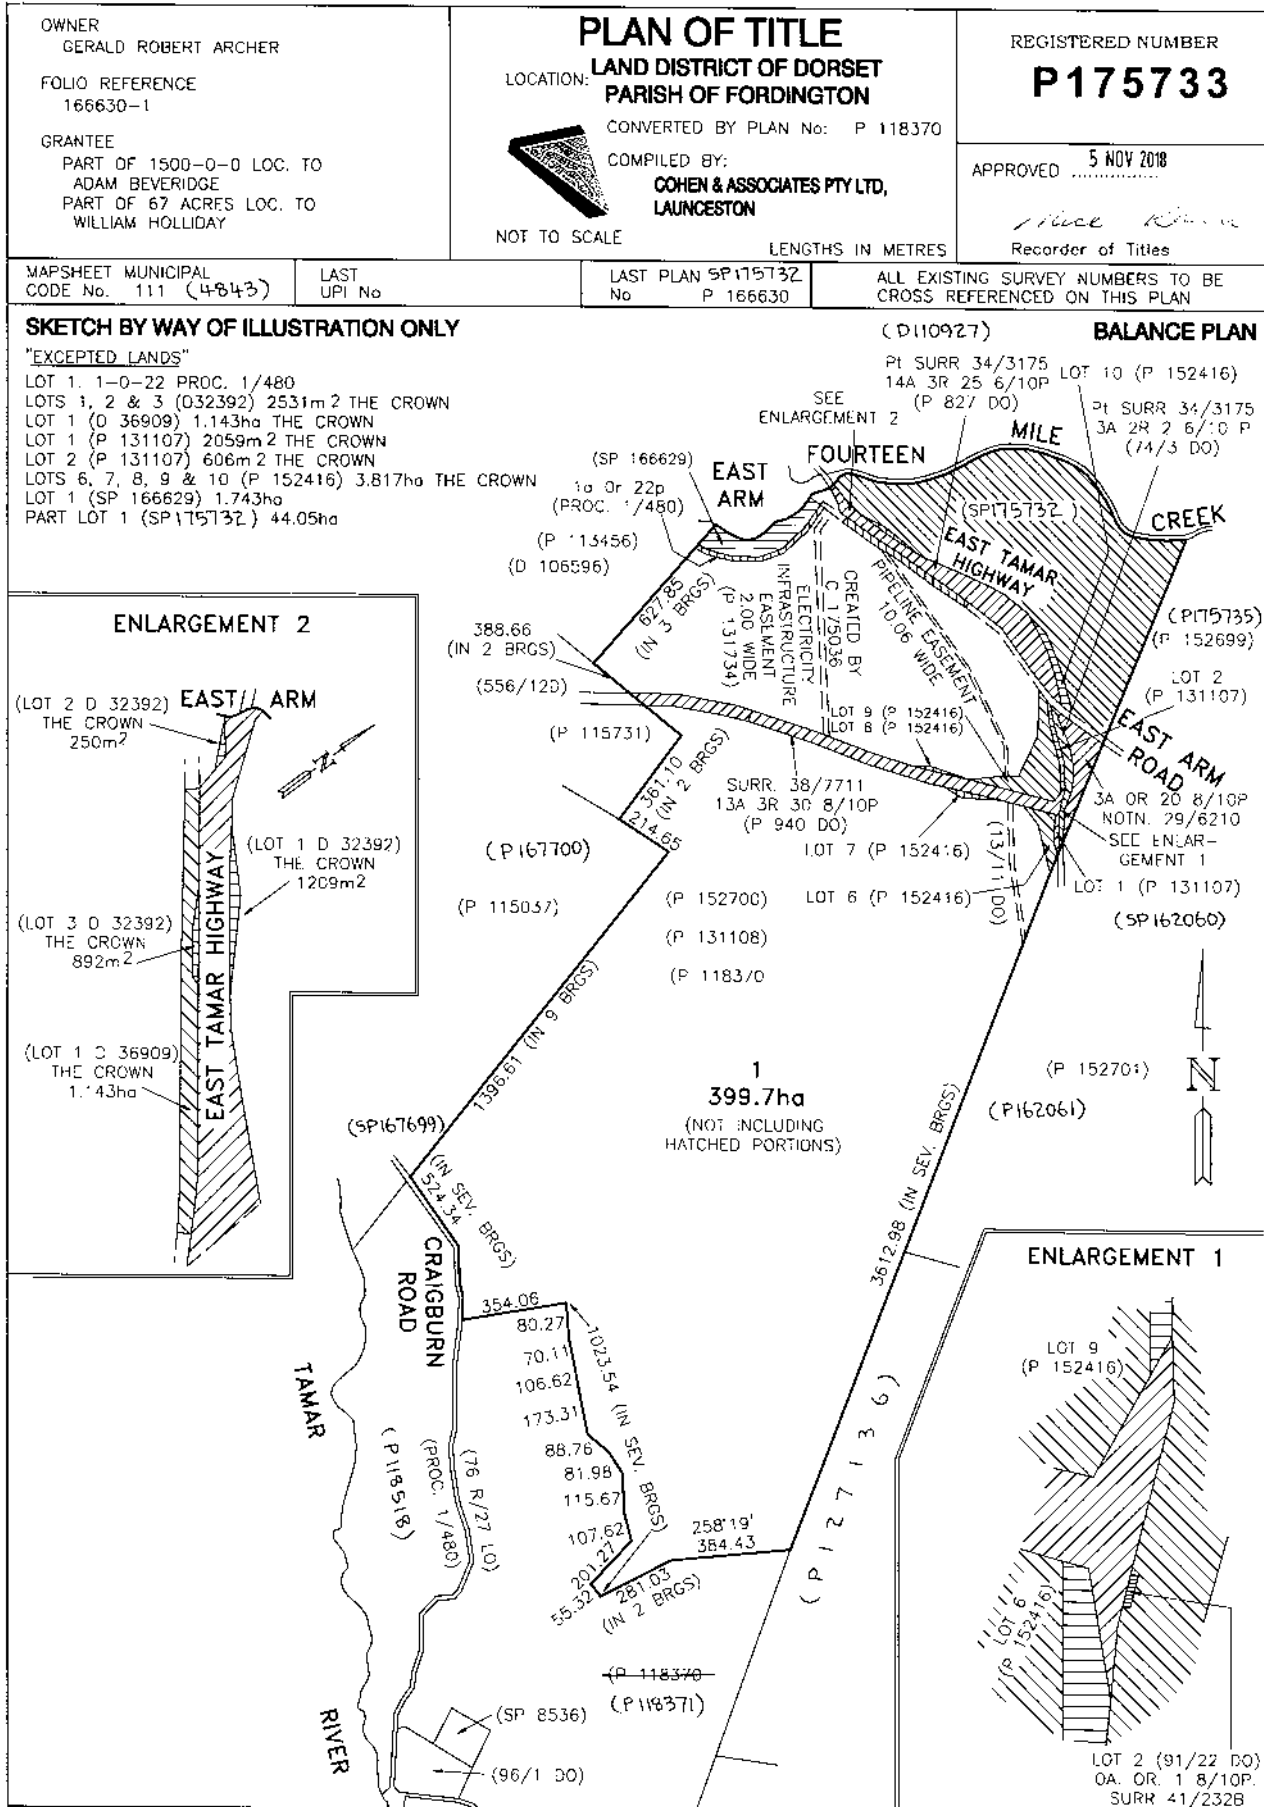 OWNER
GERALD ROBERT ARCHER
FOLIO REFERENCE
166630-1
GRANTEE
PART OF 1500-0-0 LOC. TO
ADAM BEVERIDGE
PART OF 67 ACRES LOC. TO
WILLIAM HOLLIDAY
PLAN OF TITLE
LOCATION: LAND DISTRICT OF DORSET
PARISH OF FORDINGTON
CONVERTED BY PLAN No: P 118370
COMPILED BY:
COHEN & ASSOCIATES PTY LTD,
LAUNCESTON
NOT TO SCALE
LENGTHS IN METRES
REGISTERED NUMBER
P175733
APPROVED 5 NOV 2018
Recorder of Titles
MAPSHEET MUNICIPAL
CODE No. 111 (4843)
LAST
UPI No
LAST PLAN SP175732
No P 166630
ALL EXISTING SURVEY NUMBERS TO BE
CROSS REFERENCED ON THIS PLAN
SKETCH BY WAY OF ILLUSTRATION ONLY
BALANCE PLAN
"EXCEPTED LANDS"
LOT 1. 1-0-22 PROC. 1/480
LOTS 1, 2 & 3 (D32392) 2531m2 THE CROWN
LOT 1 (D 36909) 1.143ha THE CROWN
LOT 1 (P 131107) 2059m2 THE CROWN
LOT 2 (P 131107) 606m2 THE CROWN
LOTS 6, 7, 8, 9 & 10 (P 152416) 3.817ha THE CROWN
LOT 1 (SP 166629) 1.743ha
PART LOT 1 (SP175732) 44.05ha
(D110927)
Pt SURR 34/3175
14A 3R 25 6/10P
(P 827 DO)
LOT 10 (P 152416)
Pt SURR 34/3175
3A 2R 2 6/10 P
(74/3 DO)
SEE
ENLARGEMENT 2
FOURTEEN
MILE
CREEK
EAST
ARM
(SP 166629)
1a 0r 22p
(PROC. 1/480)
(P 113456)
(D 106596)
(SP175732)
EAST TAMAR
HIGHWAY
(P175735)
(P 152699)
LOT 2
(P 131107)
627.85
(IN 3 BRGS)
388.66
(IN 2 BRGS)
(556/12D)
(P 115731)
ELECTRICITY
INFRASTRUCTURE
EASEMENT
2.00 WIDE
(P 131734)
CREATED BY
C 175036
PIPELINE EASEMENT
10.06 WIDE
LOT 9 (P 152416)
LOT 8 (P 152416)
EAST ARM
ROAD
361.10
(IN 2 BRGS)
214.65
SURR. 38/7711
13A 3R 30 8/10P
(P 940 DO)
3A 0R 20 8/10P
NOTN. 29/6210
SEE ENLAR-
GEMENT 1
LOT 7 (P 152416)
LOT 6 (P 152416)
(13/11 DO)
LOT 1 (P 131107)
(SP162060)
(P167700)
(P 115037)
(P 152700)
(P 131108)
(P 118370
1396.61 (IN 9 BRGS)
1
399.7ha
(NOT INCLUDING
HATCHED PORTIONS)
(P 152701)
N
(P162061)
3612.98 (IN SEV. BRGS)
ENLARGEMENT 2
EAST ARM
(LOT 2 D 32392)
THE CROWN
250m2
N
(LOT 1 D 32392)
THE CROWN
1209m2
(LOT 3 D 32392)
THE CROWN
892m2
EAST TAMAR HIGHWAY
(LOT 1 D 36909)
THE CROWN
1.143ha
(SP167699)
(IN SEV. BRGS)
524.34
CRAIGBURN
ROAD
354.06
80.27
70.11
106.62
173.31
88.76
81.98
115.67
107.62
201.27
55.32
1023.54 (IN SEV. BRGS)
281.03
(IN 2 BRGS)
258°19'
384.43
TAMAR
RIVER
(P118518)
(PROC. 1/480)
(76 R/27 LO)
(P127136)
(P 118370
(P118371)
(SP 8536)
(96/1 DO)
ENLARGEMENT 1
LOT 9
(P 152416)
LOT 6
(P 152416)
LOT 2 (91/22 DO)
0A. 0R. 1 8/10P.
SURR 41/2328